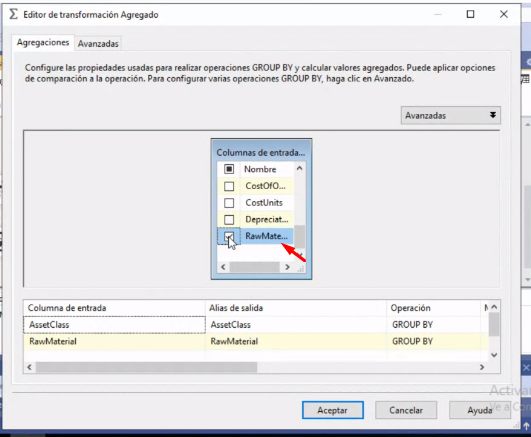 Editor de transformación Agregado
Agregaciones Avanzadas
Configure las propiedades usadas para realizar operaciones GROUP BY y calcular valores agregados. Puede aplicar opciones
de comparación a la operación. Para configurar varias operaciones GROUP BY, haga clic en Avanzado.
Avanzadas
Columnas de entrada...
Nombre
CostOfO...
CostUnits
Depreciat...
RawMate...
Columna de entrada Alias de salida Operación
AssetClass AssetClass GROUP BY
RawMaterial RawMaterial GROUP BY
Aceptar Cancelar Ayuda